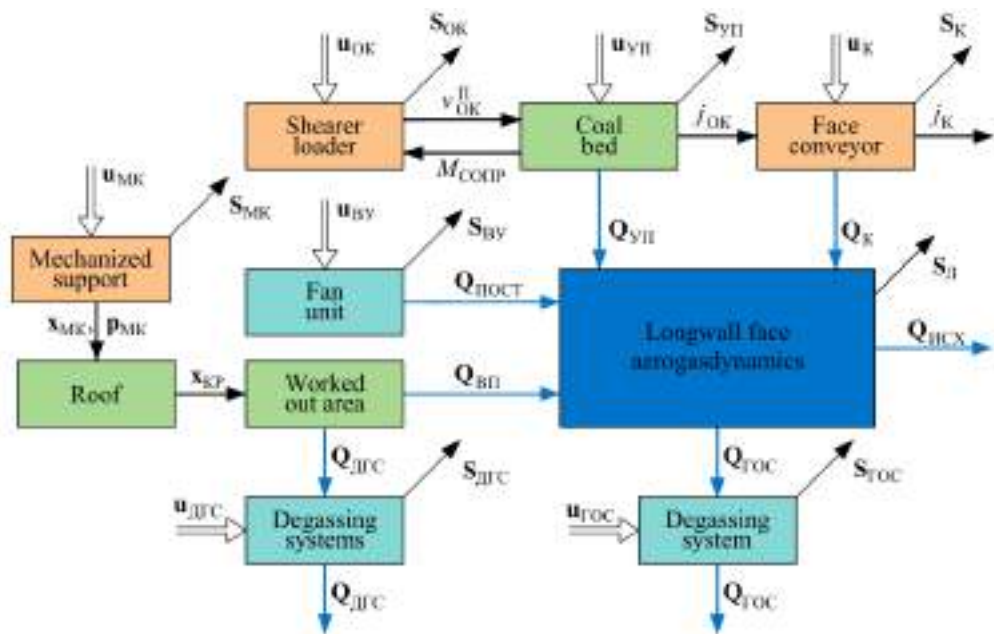 S_ОК
S_УП
S_К
u_ОК
u_УП
u_К
Shearer
loader
v^П_ОК
Coal
bed
j_ОК
Face
conveyor
j_К
M_СОПР
u_МК
S_МК
u_ВУ
S_ВУ
Q_УП
Q_К
S_Л
Mechanized
support
Fan
unit
Q_ПОСТ
Longwall face
aerogasdynamics
Q_ИСХ
x_МК, p_МК
Roof
x_КР
Worked
out area
Q_ВП
Q_ДГС
S_ДГС
Q_ГОС
S_ГОС
u_ДГС
Degassing
systems
u_ГОС
Degassing
system
Q_ДГС
Q_ГОС